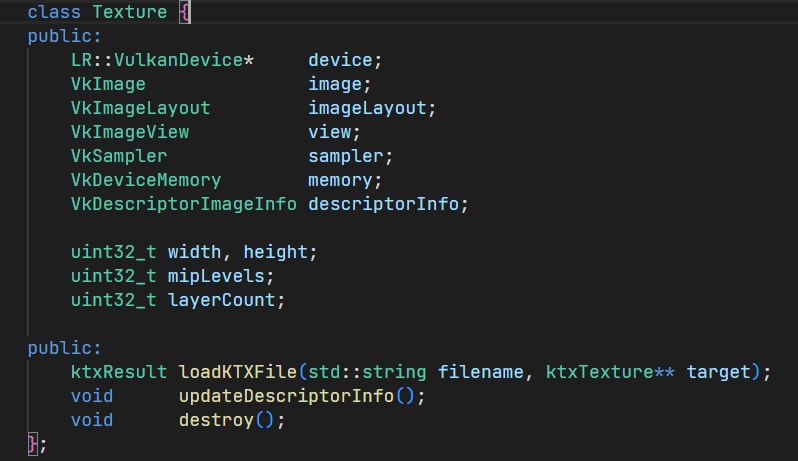 class Texture {
public:
    LR::VulkanDevice*     device;
    VkImage               image;
    VkImageLayout         imageLayout;
    VkImageView           view;
    VkSampler             sampler;
    VkDeviceMemory        memory;
    VkDescriptorImageInfo descriptorInfo;

    uint32_t width, height;
    uint32_t mipLevels;
    uint32_t layerCount;

public:
    ktxResult loadKTXFile(std::string filename, ktxTexture** target);
    void      updateDescriptorInfo();
    void      destroy();
};